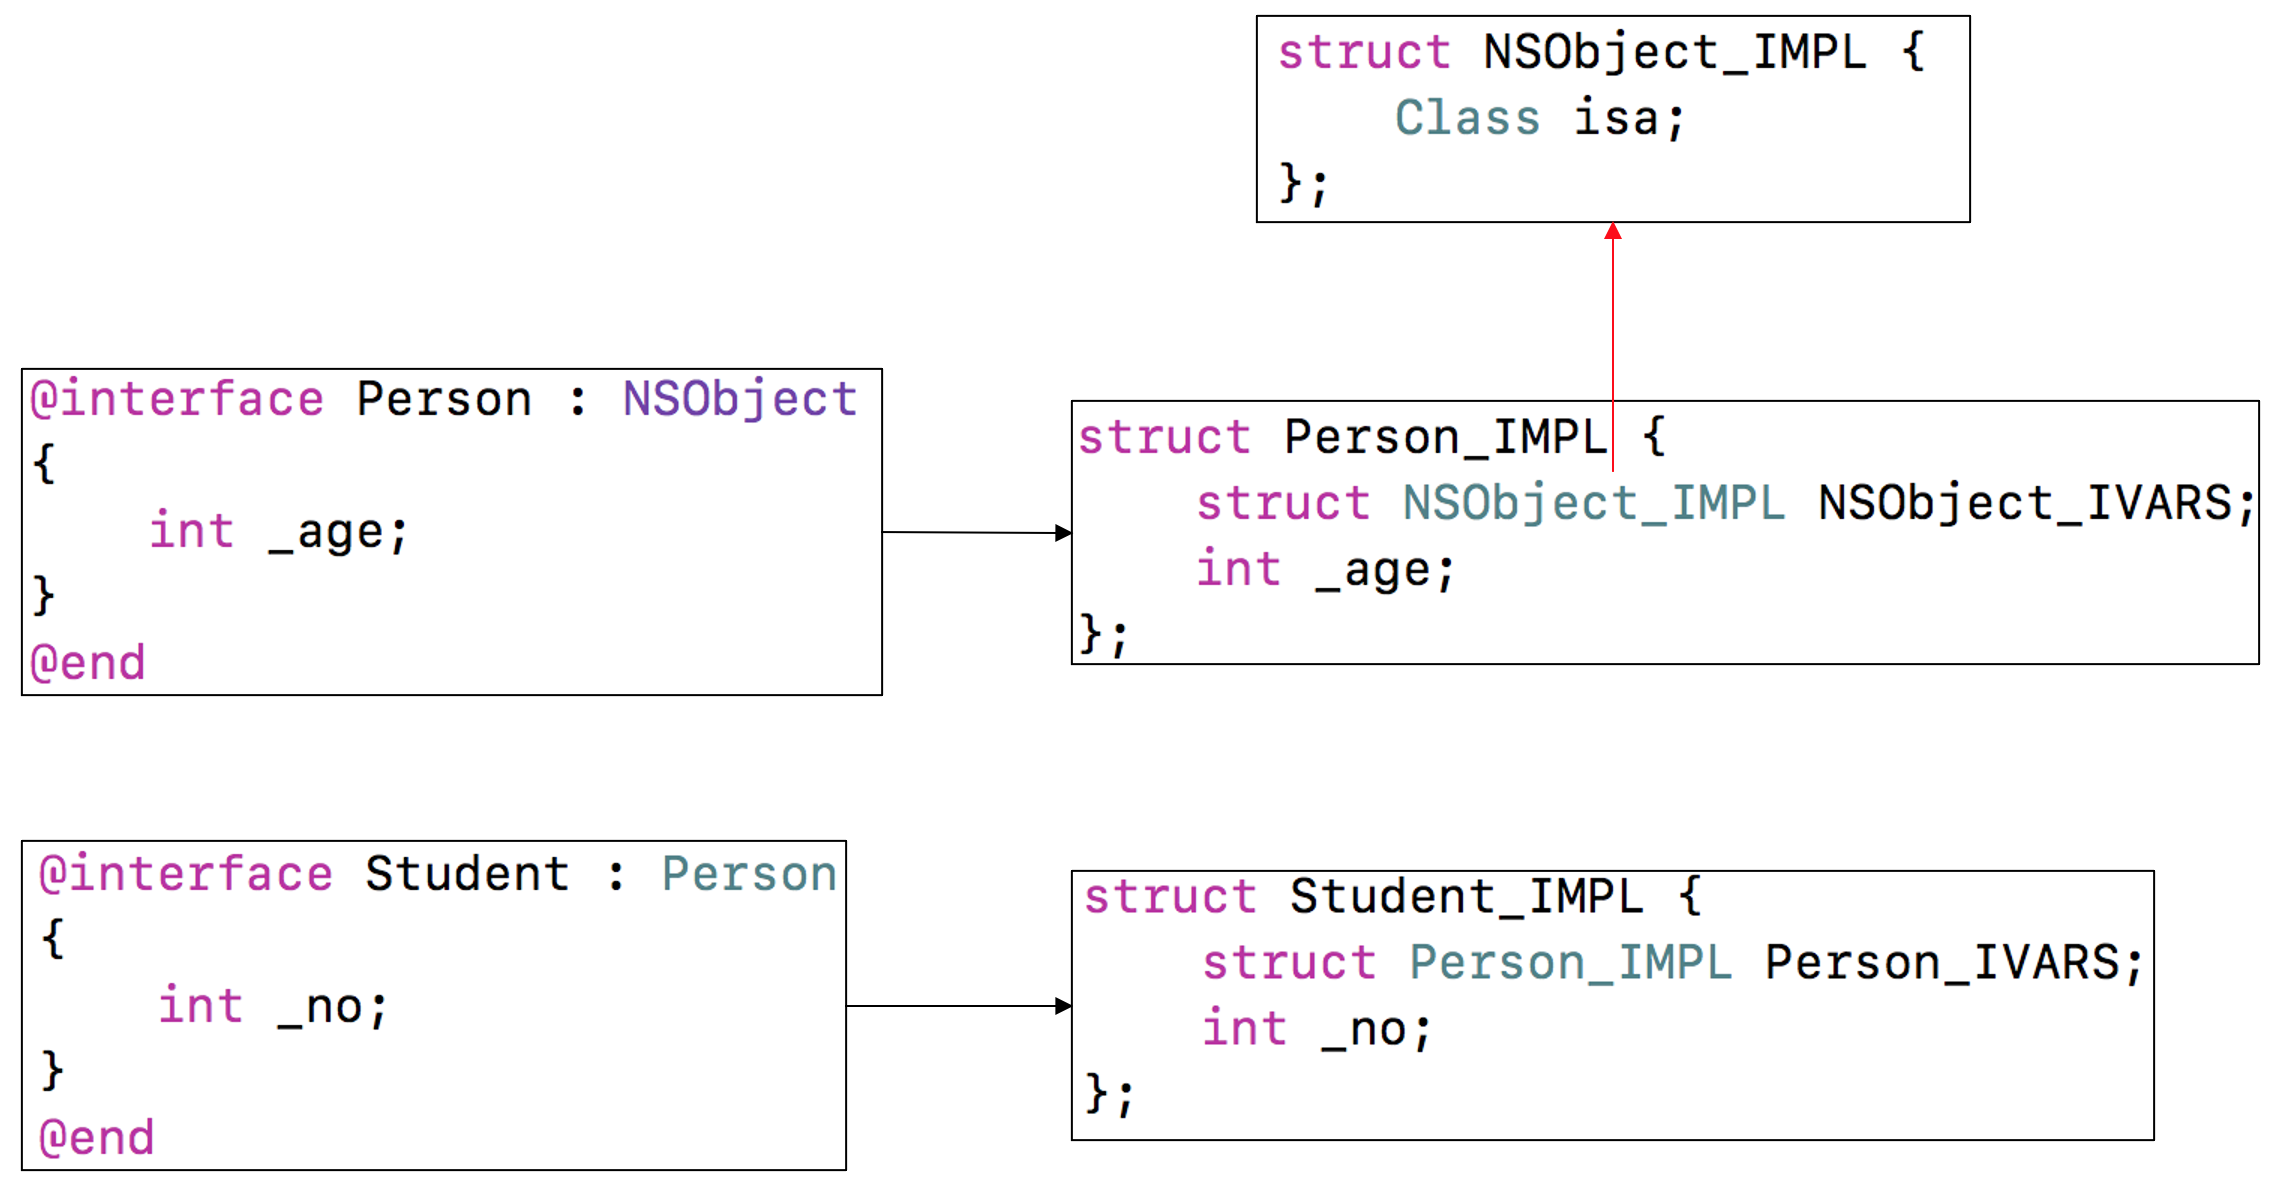 struct NSObject_IMPL {
Class isa;
};
@interface Person : NSObject
{
int _age;
}
@end
struct Person_IMPL {
struct NSObject_IMPL NSObject_IVARS;
int _age;
};
@interface Student : Person
{
int _no;
}
@end
struct Student_IMPL {
struct Person_IMPL Person_IVARS;
int _no;
};